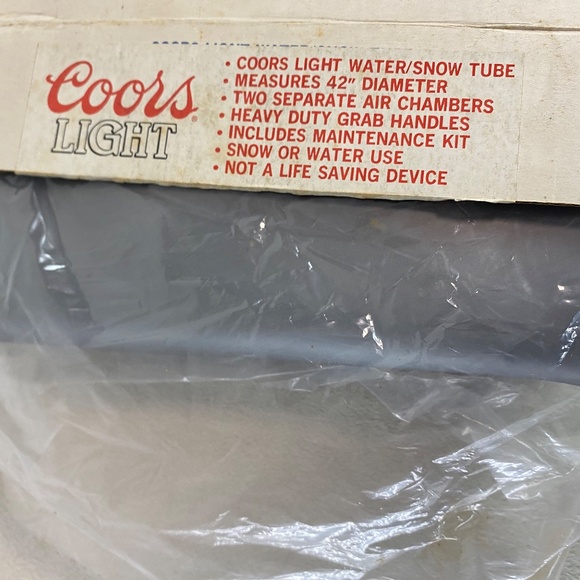 Coors
LIGHT
• COORS LIGHT WATER/SNOW TUBE
• MEASURES 42" DIAMETER
• TWO SEPARATE AIR CHAMBERS
• HEAVY DUTY GRAB HANDLES
• INCLUDES MAINTENANCE KIT
• SNOW OR WATER USE
• NOT A LIFE SAVING DEVICE